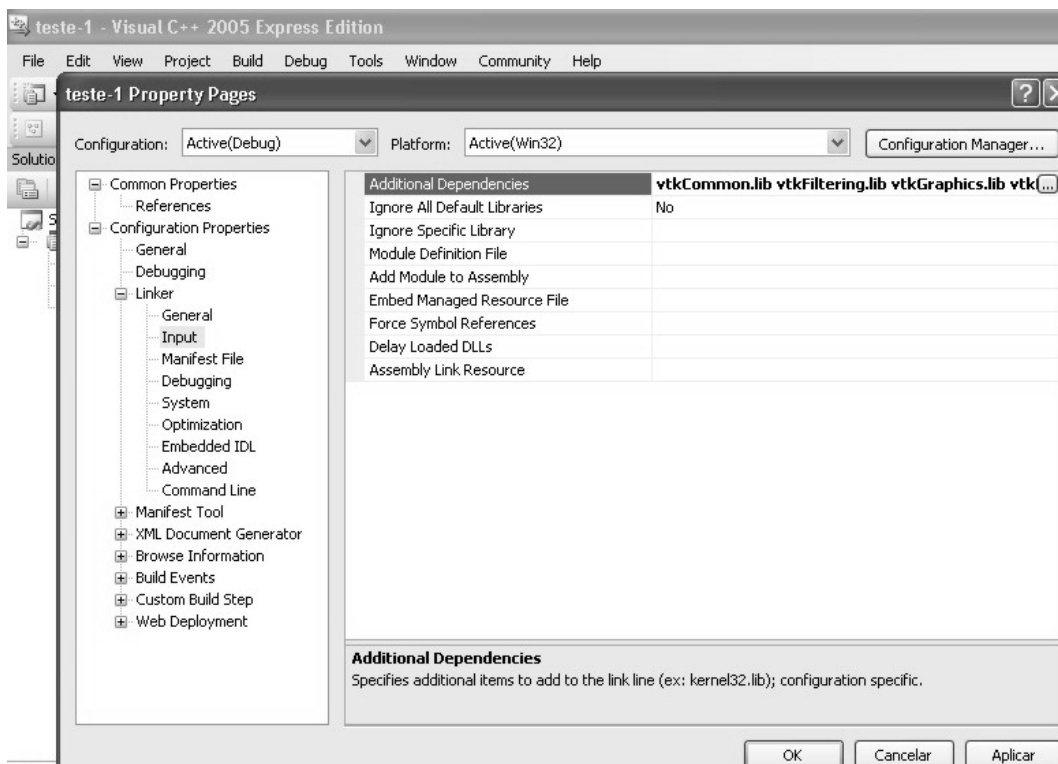 teste-1 - Visual C++ 2005 Express Edition
File Edit View Project Build Debug Tools Window Community Help
teste-1 Property Pages
Configuration: Active(Debug) Platform: Active(Win32) Configuration Manager...
Solutio
Common Properties
References
Configuration Properties
General
Debugging
Linker
General
Input
Manifest File
Debugging
System
Optimization
Embedded IDL
Advanced
Command Line
Manifest Tool
XML Document Generator
Browse Information
Build Events
Custom Build Step
Web Deployment
Additional Dependencies vtkCommon.lib vtkFiltering.lib vtkGraphics.lib vtk ...
Ignore All Default Libraries No
Ignore Specific Library
Module Definition File
Add Module to Assembly
Embed Managed Resource File
Force Symbol References
Delay Loaded DLLs
Assembly Link Resource
Additional Dependencies
Specifies additional items to add to the link line (ex: kernel32.lib); configuration specific.
OK Cancelar Aplicar